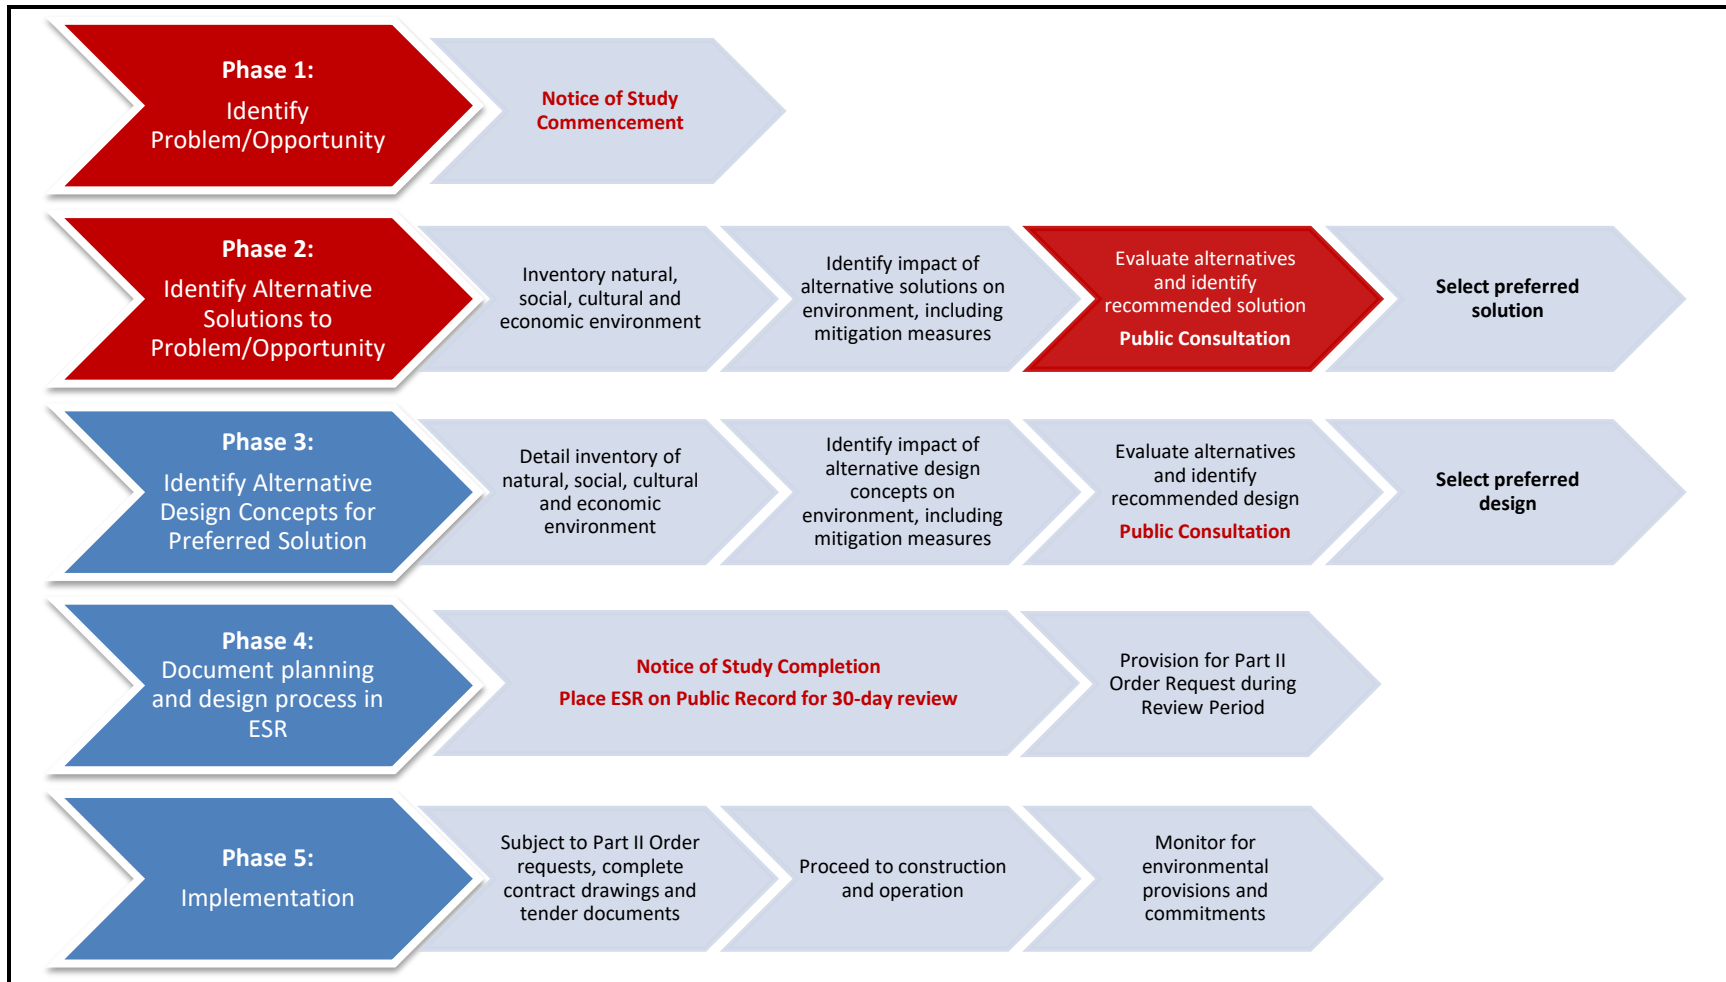 Phase 1:
Identify
Problem/Opportunity
Notice of Study
Commencement
Phase 2:
Identify Alternative
Solutions to
Problem/Opportunity
Inventory natural,
social, cultural and
economic environment
Identify impact of
alternative solutions on
environment, including
mitigation measures
Evaluate alternatives
and identify
recommended solution
Public Consultation
Select preferred
solution
Phase 3:
Identify Alternative
Design Concepts for
Preferred Solution
Detail inventory of
natural, social, cultural
and economic
environment
Identify impact of
alternative design
concepts on
environment, including
mitigation measures
Evaluate alternatives
and identify
recommended design
Public Consultation
Select preferred
design
Phase 4:
Document planning
and design process in
ESR
Notice of Study Completion
Place ESR on Public Record for 30-day review
Provision for Part II
Order Request during
Review Period
Phase 5:
Implementation
Subject to Part II Order
requests, complete
contract drawings and
tender documents
Proceed to construction
and operation
Monitor for
environmental
provisions and
commitments